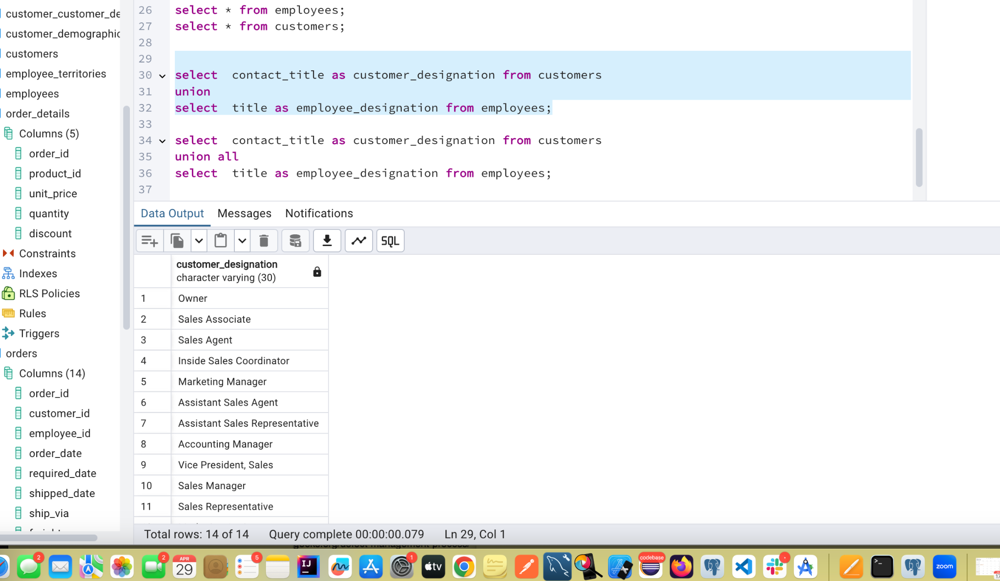 customer_customer_de
customer_demographic
customers
employee_territories
employees
order_details
Columns (5)
order_id
product_id
unit_price
quantity
discount
Constraints
Indexes
RLS Policies
Rules
Triggers
orders
Columns (14)
order_id
customer_id
employee_id
order_date
required_date
shipped_date
ship_via
26 select * from employees;
27 select * from customers;
28
29
30 select contact_title as customer_designation from customers
31 union
32 select title as employee_designation from employees;
33
34 select contact_title as customer_designation from customers
35 union all
36 select title as employee_designation from employees;
37
Data Output Messages Notifications
SQL
customer_designation
character varying (30)
1 Owner
2 Sales Associate
3 Sales Agent
4 Inside Sales Coordinator
5 Marketing Manager
6 Assistant Sales Agent
7 Assistant Sales Representative
8 Accounting Manager
9 Vice President, Sales
10 Sales Manager
11 Sales Representative
Total rows: 14 of 14 Query complete 00:00:00.079 Ln 29, Col 1
2 2 APR 29 5 IJ 1 tv codebase >_ zoom 17